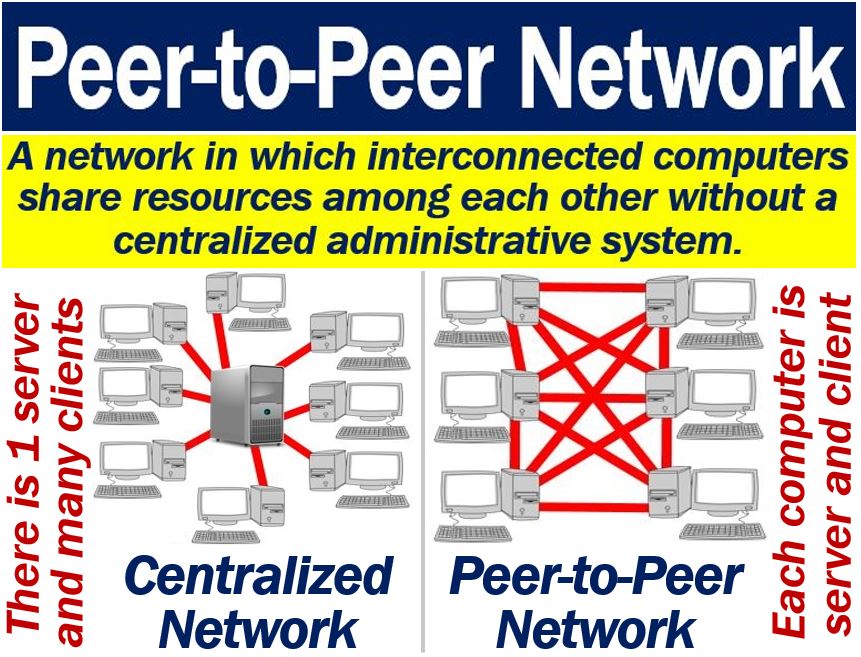 Peer-to-Peer Network
A network in which interconnected computers
share resources among each other without a
centralized administrative system.
There is 1 server
and many clients
Centralized
Network
Peer-to-Peer
Network
Each computer is
server and client